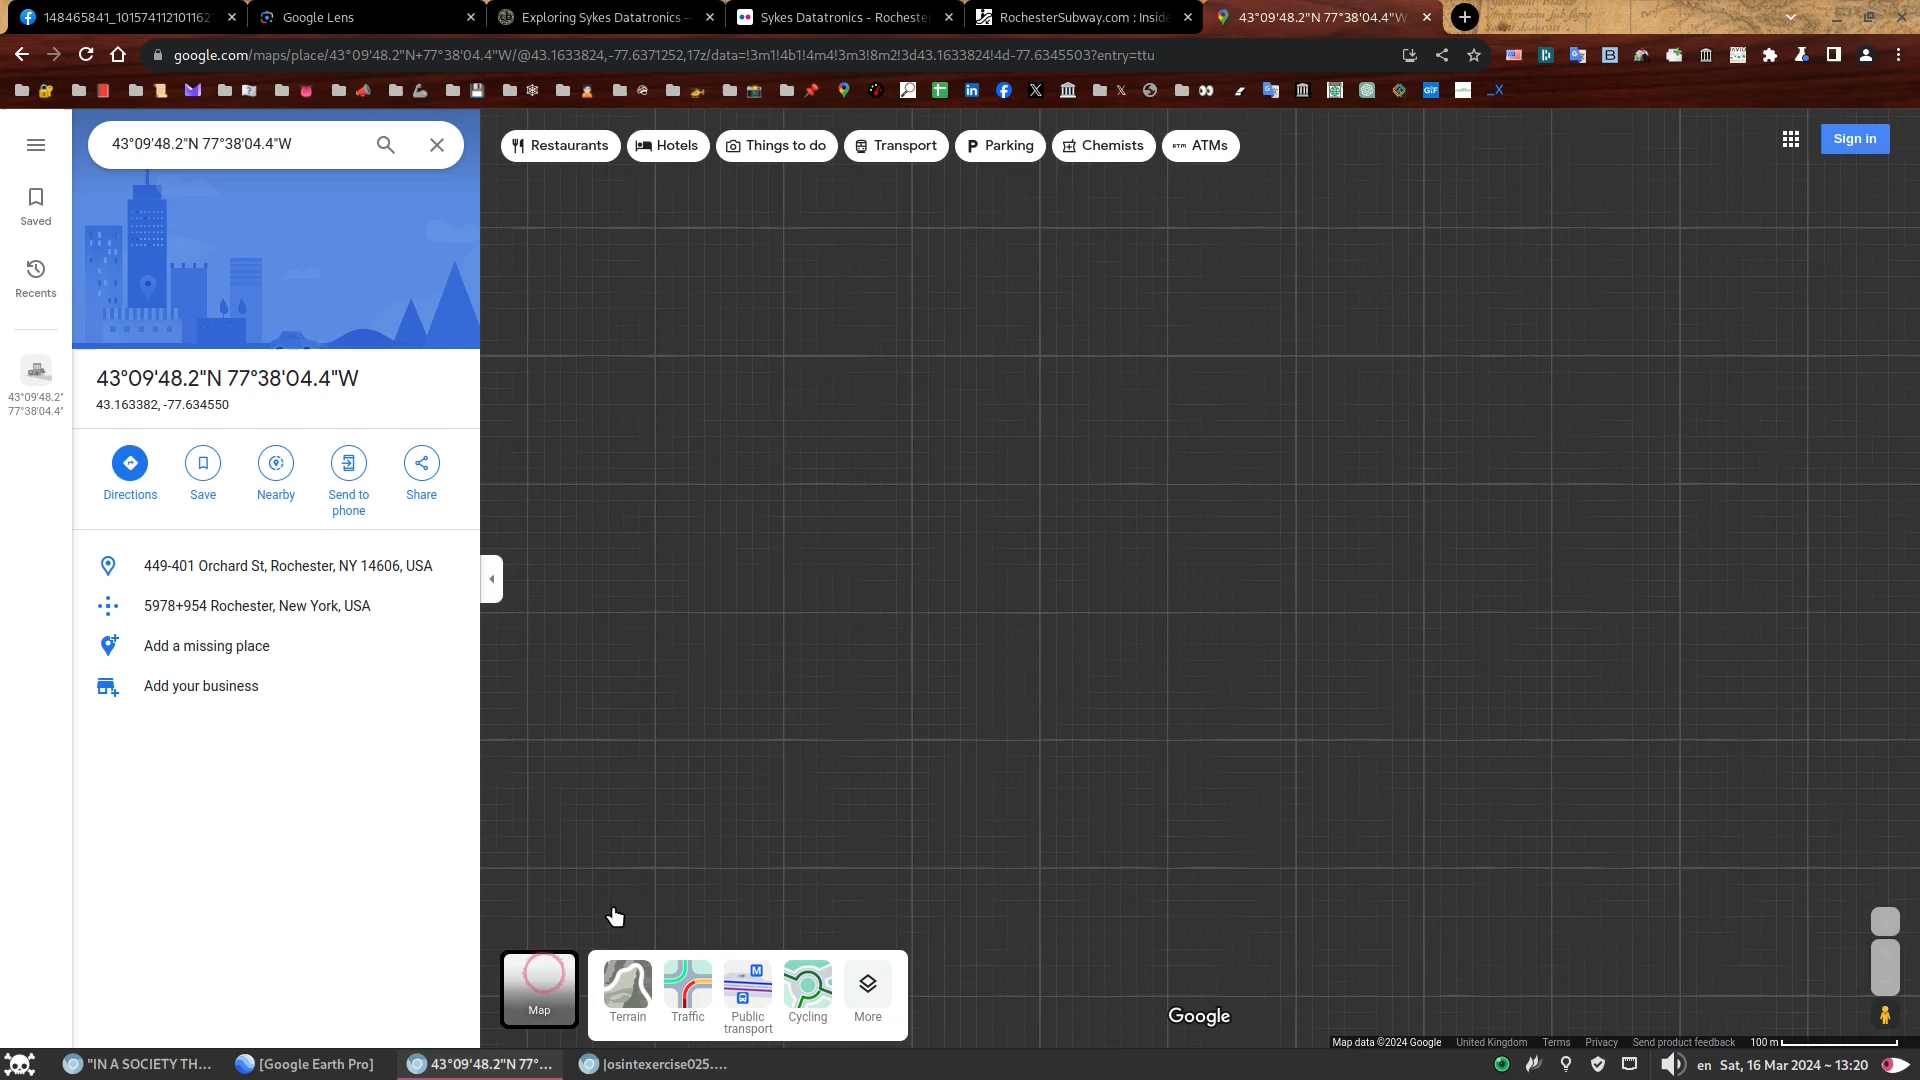 148465841_1015741121011621
Google Lens
Exploring Sykes Datatronics —
Sykes Datatronics - Rochester
RochesterSubway.com : Inside
43°09'48.2"N 77°38'04.4"W
google.com/maps/place/43°09'48.2"N+77°38'04.4"W/@43.1633824,-77.6371252,17z/data=!3m1!4b1!4m4!3m3!8m2!3d43.1633824!4d-77.6345503?entry=ttu
43°09'48.2"N 77°38'04.4"W
Restaurants
Hotels
Things to do
Transport
Parking
Chemists
ATMs
Sign in
Saved
Recents
43°09'48.2"
77°38'04.4"
43°09'48.2"N 77°38'04.4"W
43.163382, -77.634550
Directions
Save
Nearby
Send to
phone
Share
449-401 Orchard St, Rochester, NY 14606, USA
5978+954 Rochester, New York, USA
Add a missing place
Add your business
Map
Terrain
Traffic
Public
transport
Cycling
More
Google
Map data ©2024 Google
United Kingdom
Terms
Privacy
Send product feedback
100 m
"IN A SOCIETY TH...
[Google Earth Pro]
43°09'48.2"N 77°...
|osintexercise025....
en
Sat, 16 Mar 2024 ~ 13:20